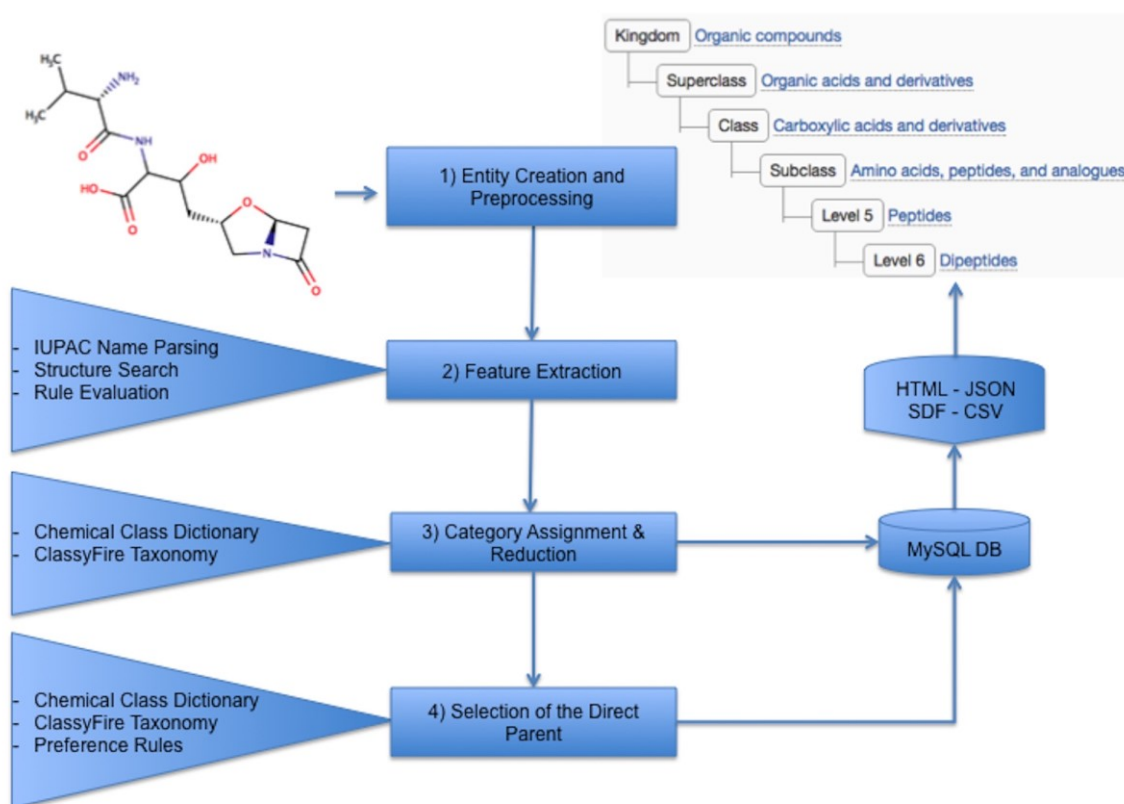 H₃C
NH₂
H₃C
O
NH
OH
HO
O
O
N
O
Kingdom Organic compounds
Superclass Organic acids and derivatives
Class Carboxylic acids and derivatives
Subclass Amino acids, peptides, and analogues
Level 5 Peptides
Level 6 Dipeptides
1) Entity Creation and
Preprocessing
- IUPAC Name Parsing
- Structure Search
- Rule Evaluation
2) Feature Extraction
HTML - JSON
SDF - CSV
- Chemical Class Dictionary
- ClassyFire Taxonomy
3) Category Assignment &
Reduction
MySQL DB
- Chemical Class Dictionary
- ClassyFire Taxonomy
- Preference Rules
4) Selection of the Direct
Parent